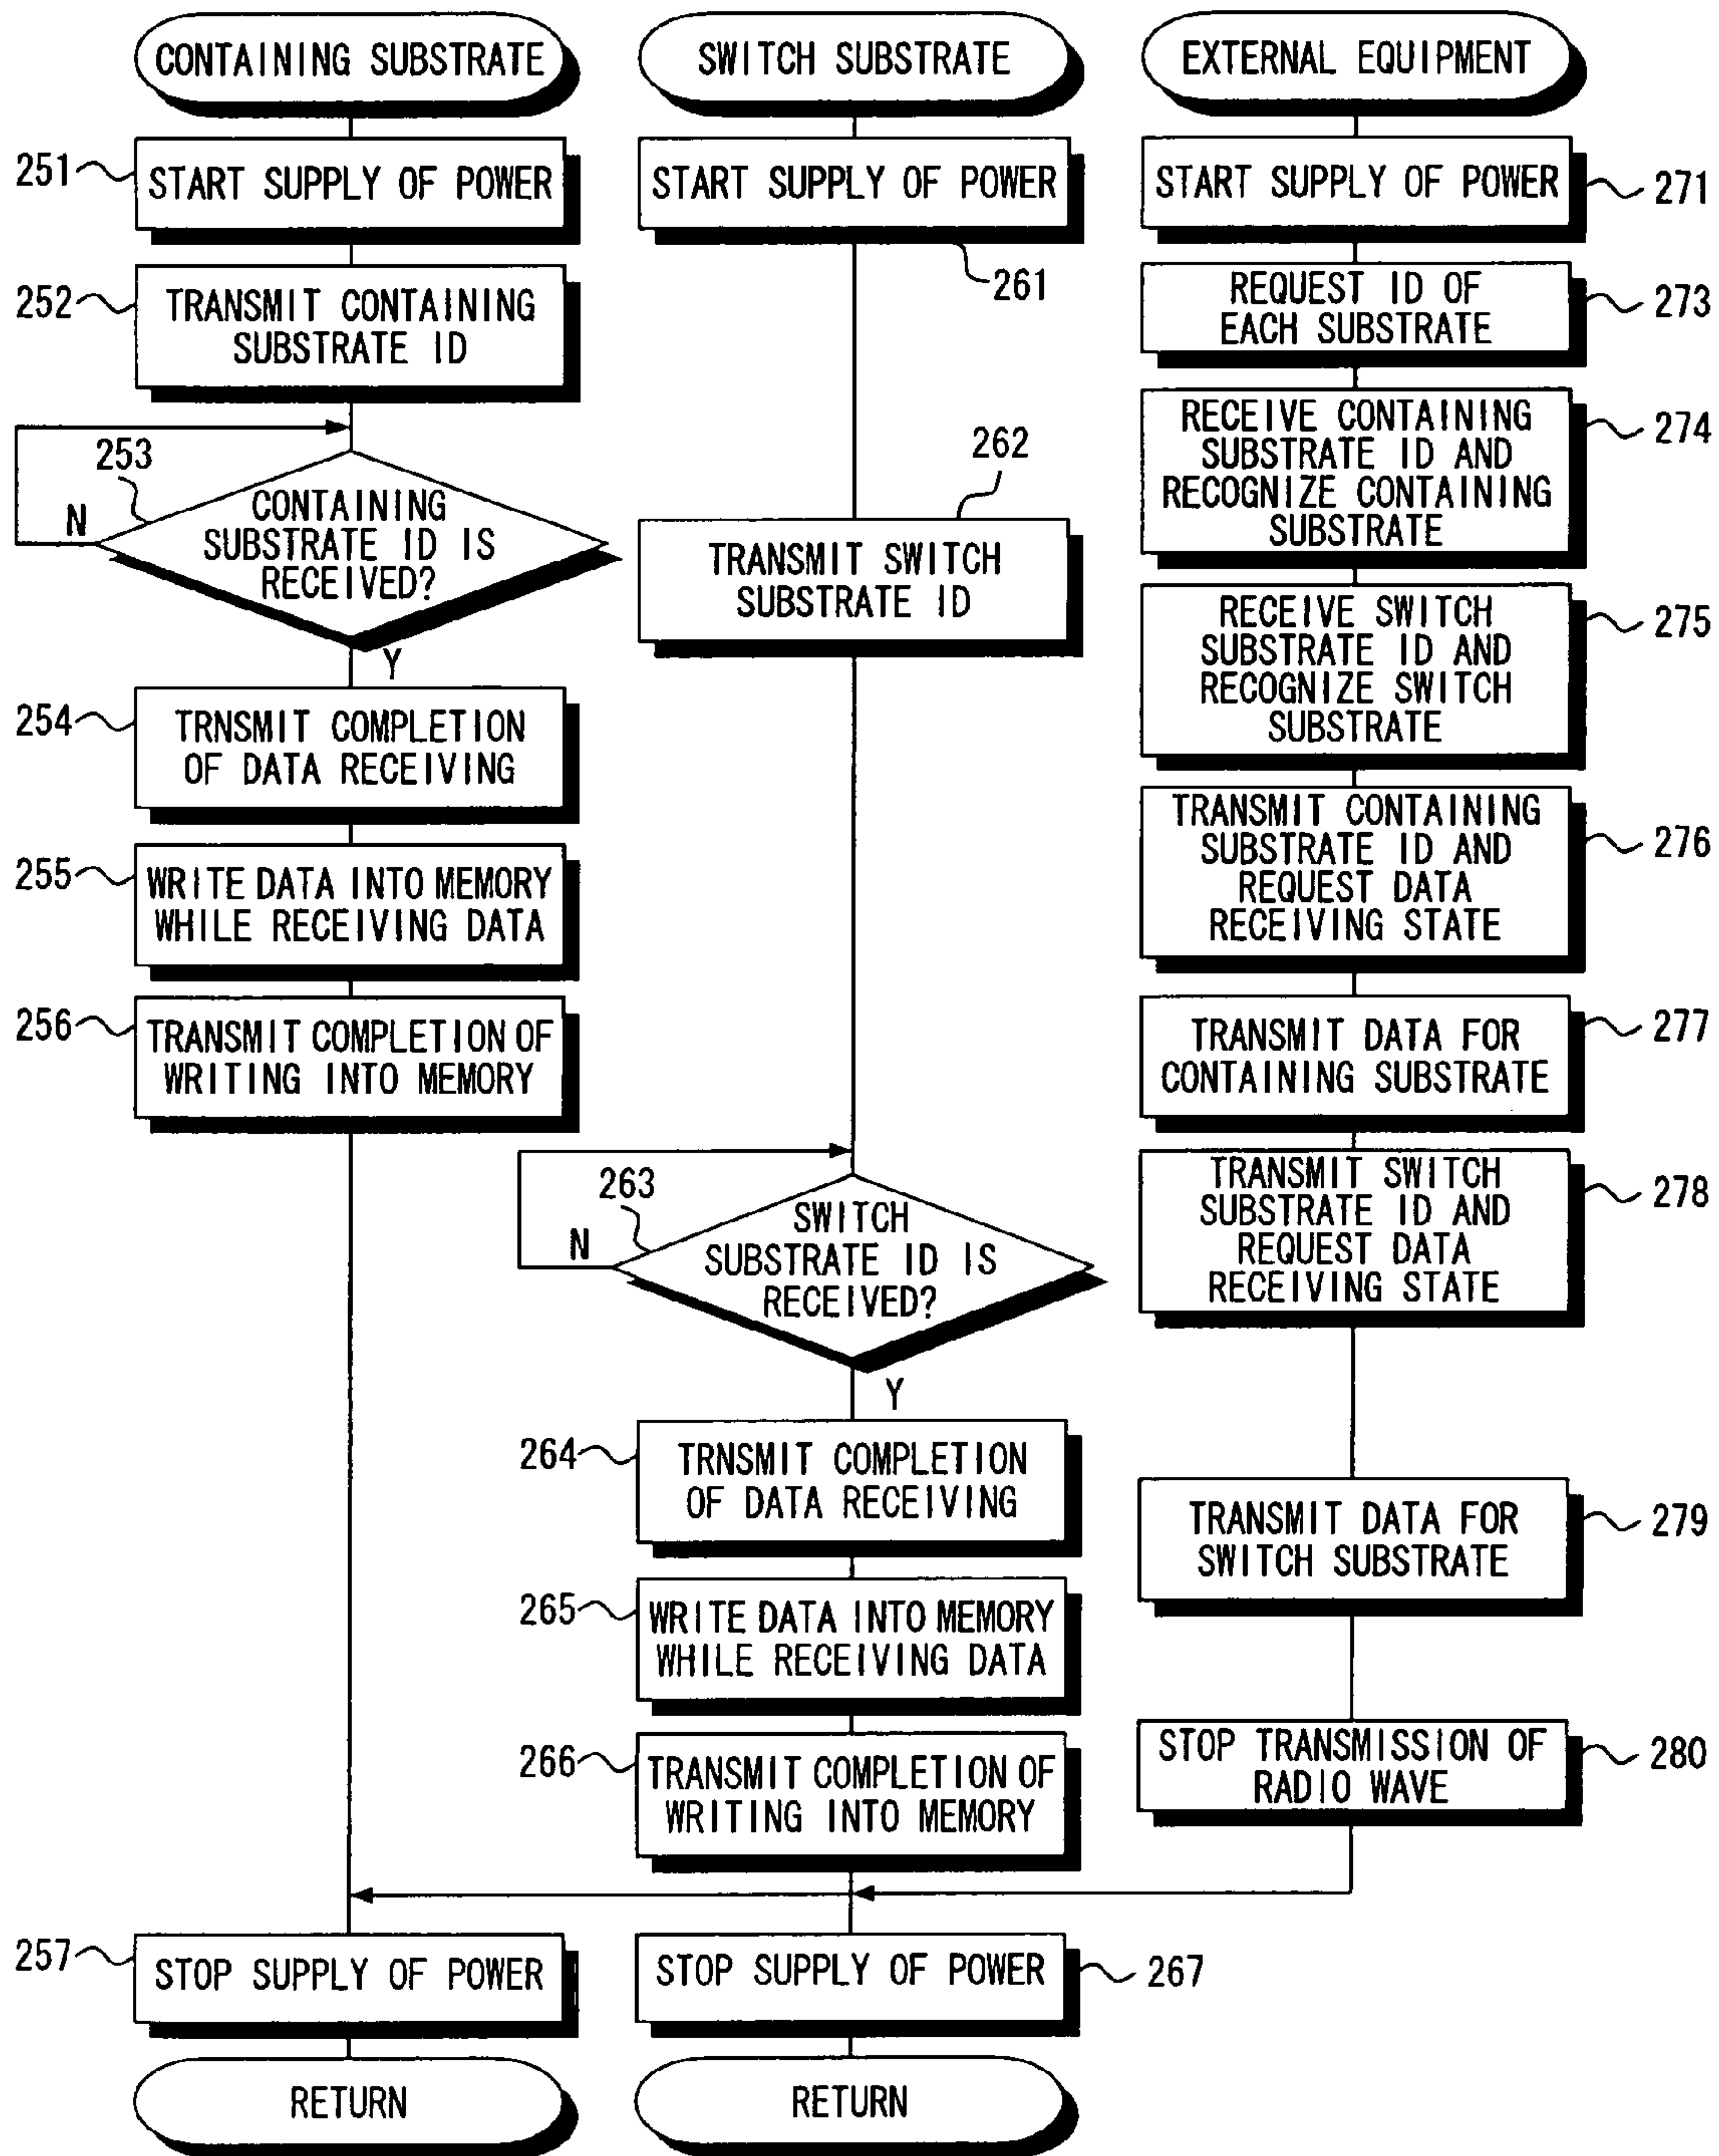 CONTAINING SUBSTRATE
251
START SUPPLY OF POWER
252
TRANSMIT CONTAINING
SUBSTRATE ID
253
CONTAINING
SUBSTRATE ID IS
RECEIVED?
N
Y
254
TRNSMIT COMPLETION
OF DATA RECEIVING
255
WRITE DATA INTO MEMORY
WHILE RECEIVING DATA
256
TRANSMIT COMPLETION OF
WRITING INTO MEMORY
257
STOP SUPPLY OF POWER
RETURN
SWITCH SUBSTRATE
START SUPPLY OF POWER
261
262
TRANSMIT SWITCH
SUBSTRATE ID
263
SWITCH
SUBSTRATE ID IS
RECEIVED?
N
Y
264
TRNSMIT COMPLETION
OF DATA RECEIVING
265
WRITE DATA INTO MEMORY
WHILE RECEIVING DATA
266
TRANSMIT COMPLETION OF
WRITING INTO MEMORY
STOP SUPPLY OF POWER
267
RETURN
EXTERNAL EQUIPMENT
START SUPPLY OF POWER
271
REQUEST ID OF
EACH SUBSTRATE
273
RECEIVE CONTAINING
SUBSTRATE ID AND
RECOGNIZE CONTAINING
SUBSTRATE
274
RECEIVE SWITCH
SUBSTRATE ID AND
RECOGNIZE SWITCH
SUBSTRATE
275
TRANSMIT CONTAINING
SUBSTRATE ID AND
REQUEST DATA
RECEIVING STATE
276
TRANSMIT DATA FOR
CONTAINING SUBSTRATE
277
TRANSMIT SWITCH
SUBSTRATE ID AND
REQUEST DATA
RECEIVING STATE
278
TRANSMIT DATA FOR
SWITCH SUBSTRATE
279
STOP TRANSMISSION OF
RADIO WAVE
280